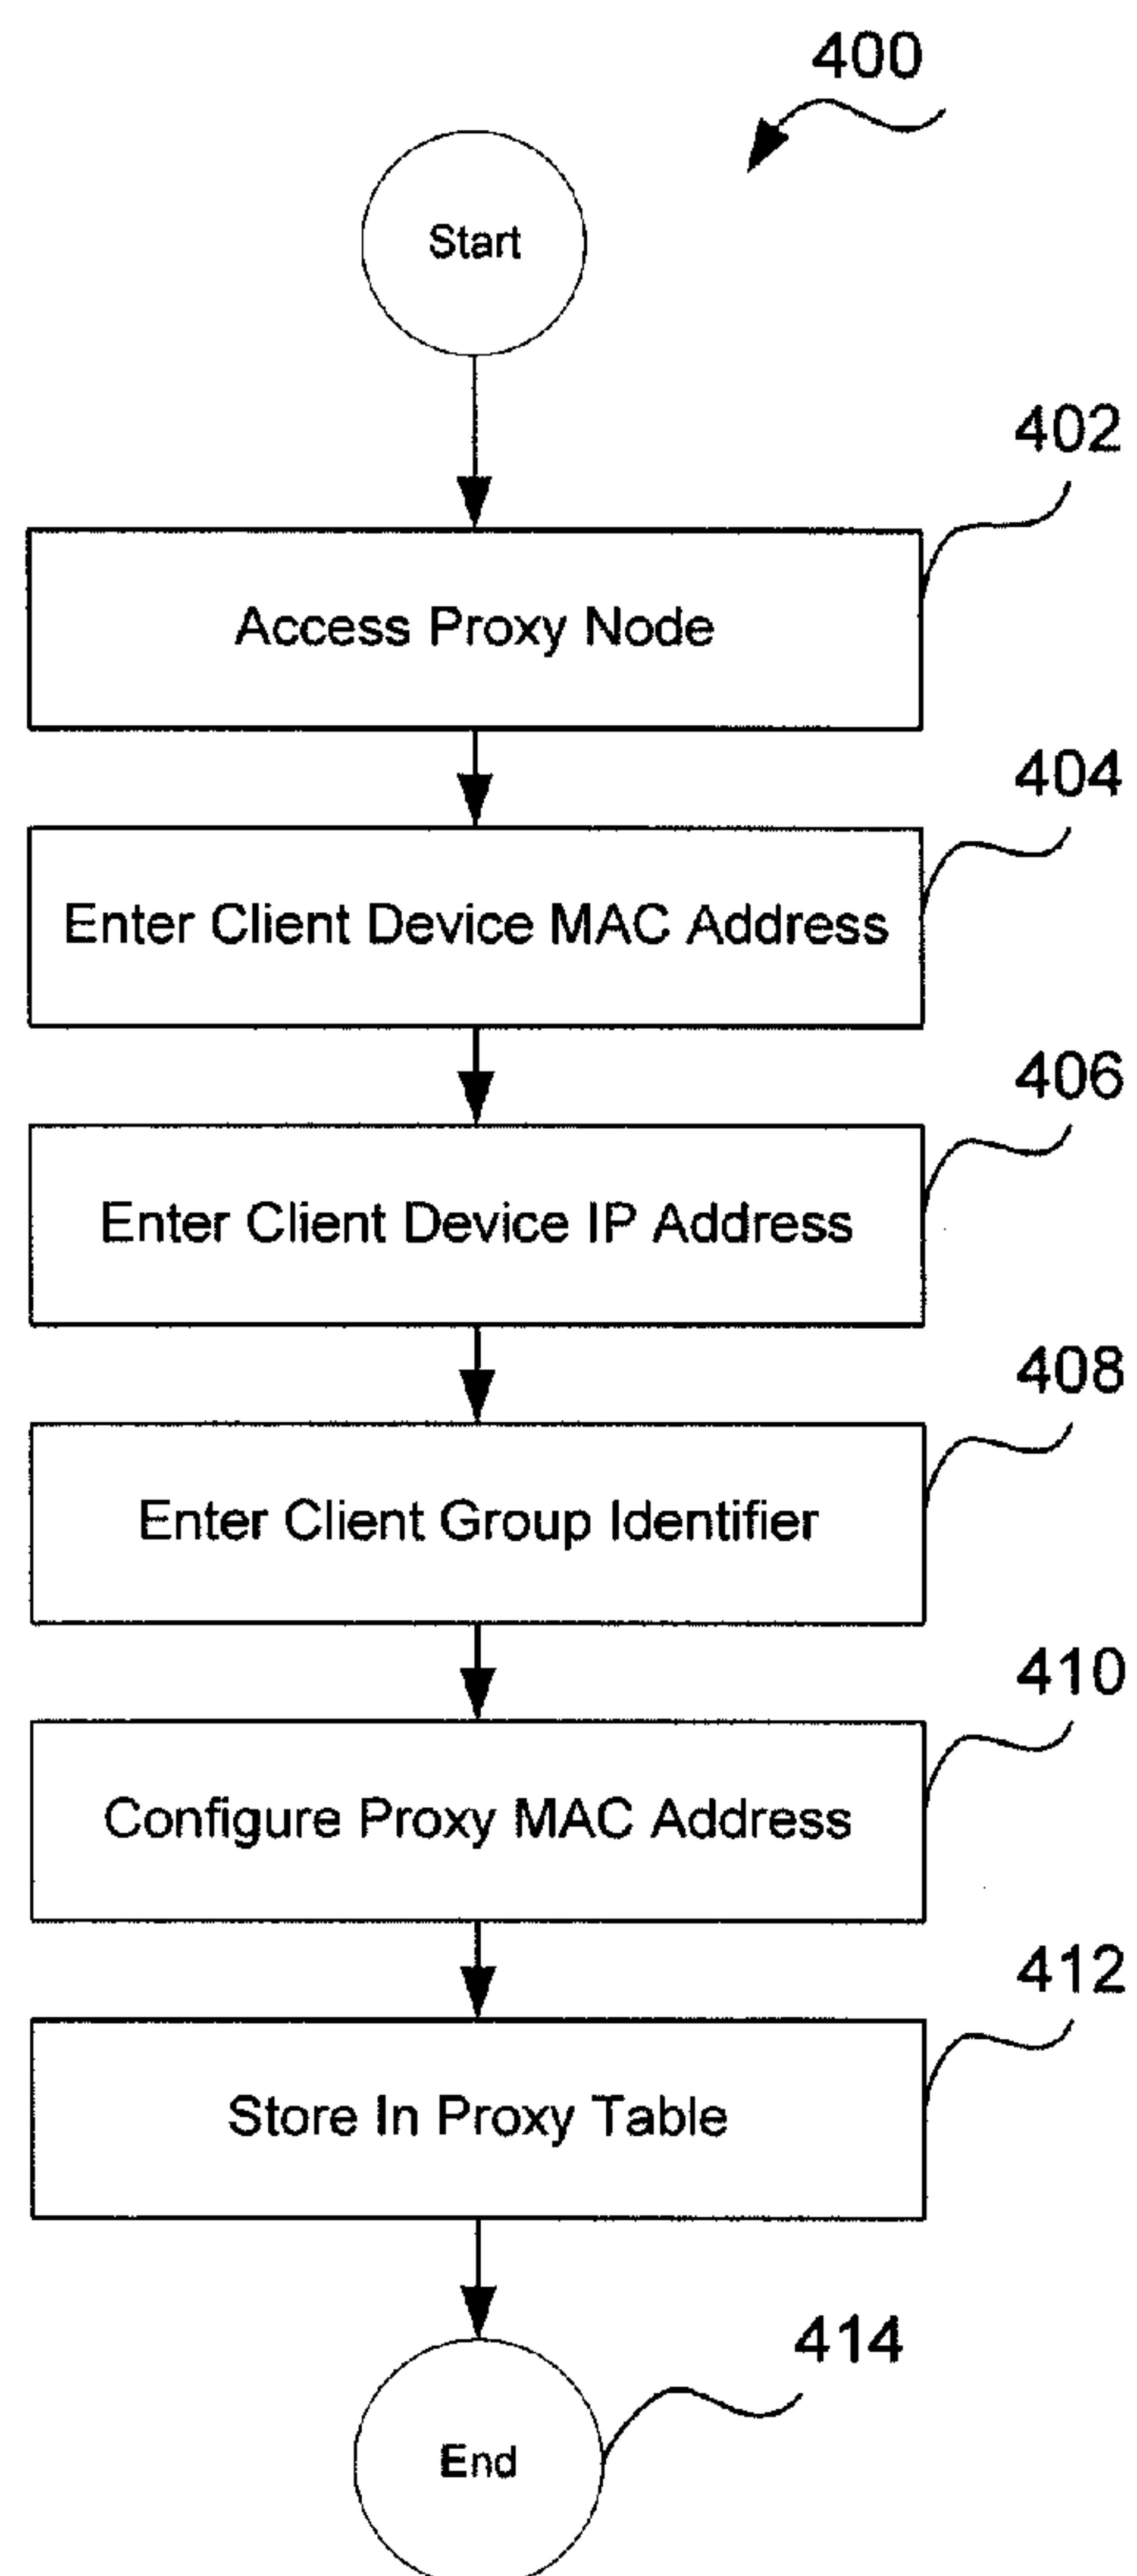 400
Start
402
Access Proxy Node
404
Enter Client Device MAC Address
406
Enter Client Device IP Address
408
Enter Client Group Identifier
410
Configure Proxy MAC Address
412
Store In Proxy Table
414
End